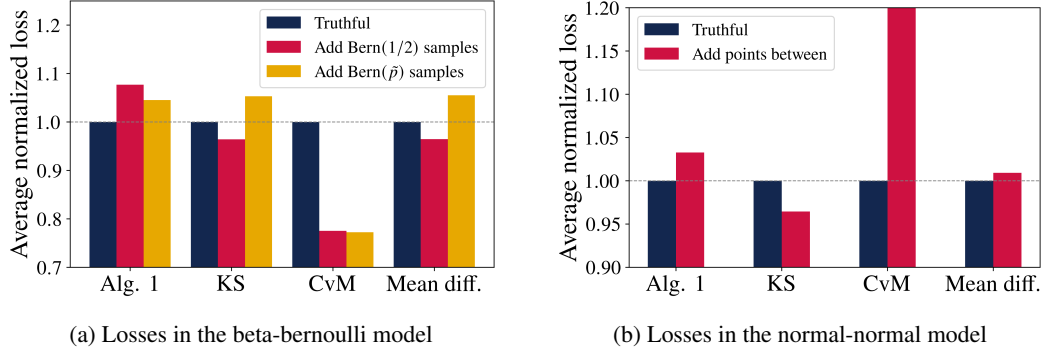 Average normalized loss
1.2
1.1
1.0
0.9
0.8
0.7
Truthful
Add Bern(1/2) samples
Add Bern(p̃) samples
Alg. 1 KS CvM Mean diff.
(a) Losses in the beta-bernoulli model
Average normalized loss
1.20
1.15
1.10
1.05
1.00
0.95
0.90
Truthful
Add points between
Alg. 1 KS CvM Mean diff.
(b) Losses in the normal-normal model